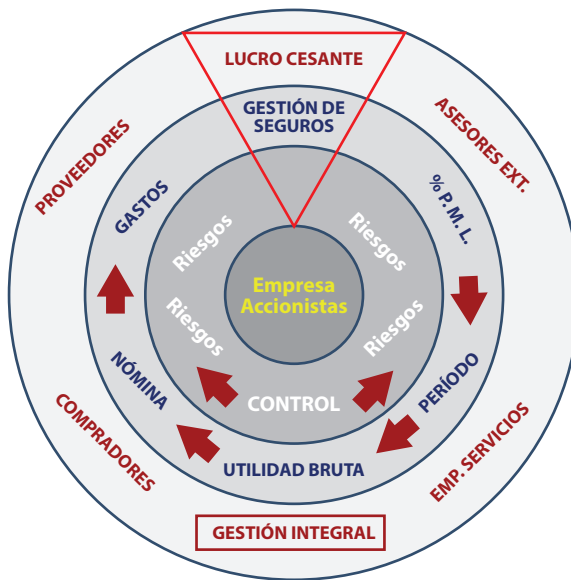 LUCRO CESANTE
GESTIÓN DE
SEGUROS
PROVEEDORES
ASESORES EXT.
GASTOS
% P. M. L.
Riesgos
Riesgos
Empresa
Accionistas
Riesgos
Riesgos
NÓMINA
PERÍODO
CONTROL
COMPRADORES
EMP. SERVICIOS
UTILIDAD BRUTA
GESTIÓN INTEGRAL